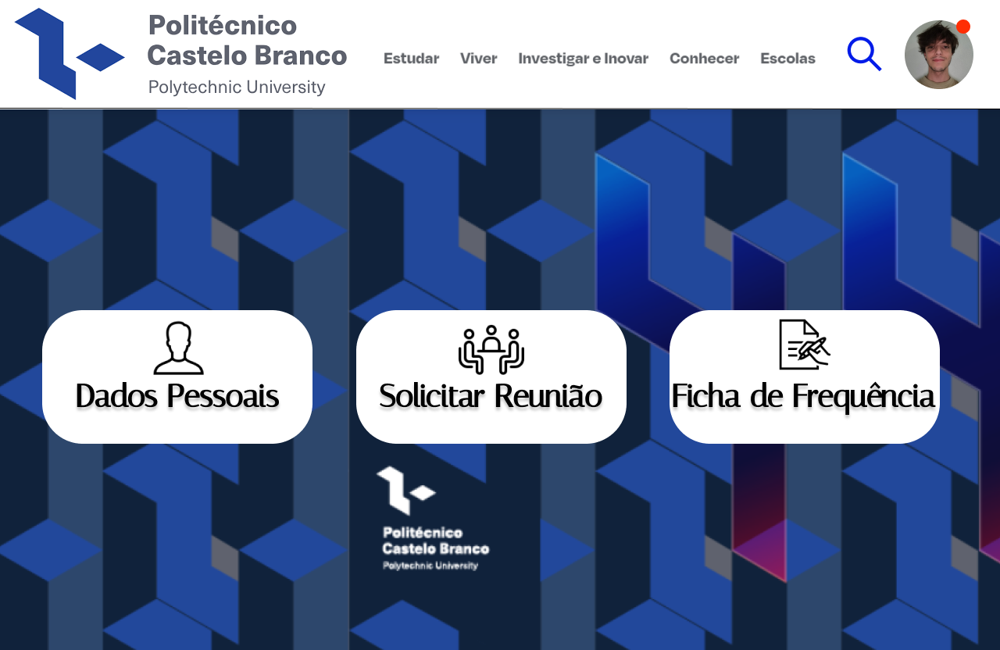 Politécnico
Castelo Branco
Polytechnic University
Estudar Viver Investigar e Inovar Conhecer Escolas
Dados Pessoais
Solicitar Reunião
Ficha de Frequência
Politécnico
Castelo Branco
Polytechnic University